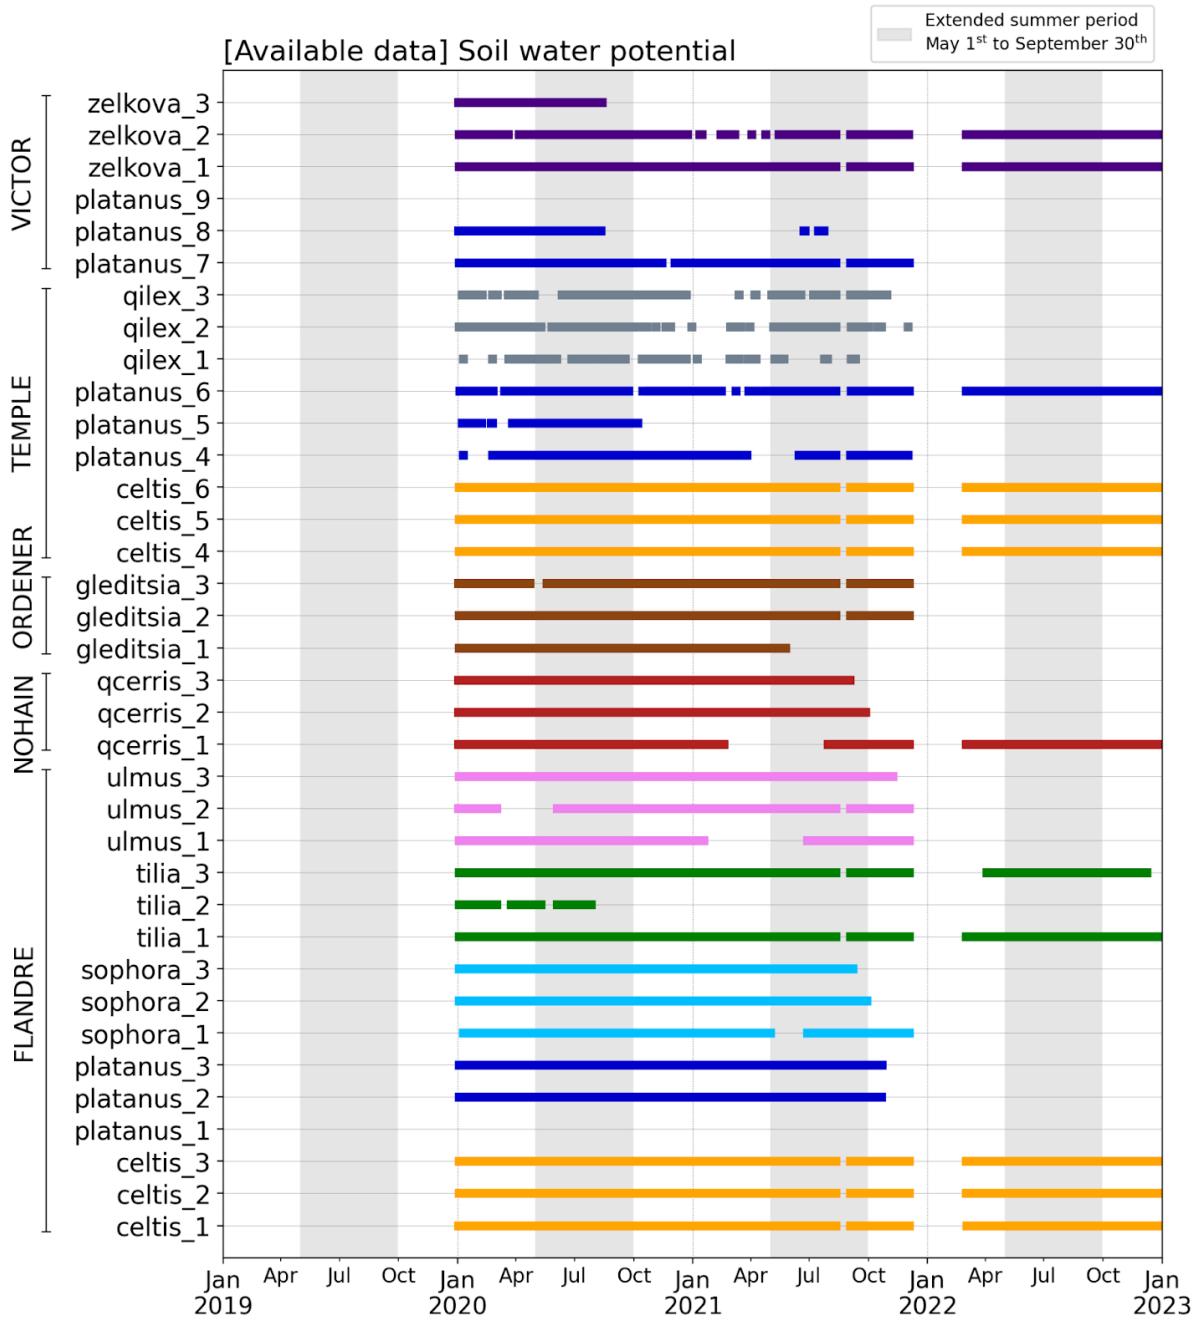 Extended summer period
May 1st to September 30th
[Available data] Soil water potential
VICTOR
zelkova_3
zelkova_2
zelkova_1
platanus_9
platanus_8
platanus_7
TEMPLE
qilex_3
qilex_2
qilex_1
platanus_6
platanus_5
platanus_4
celtis_6
celtis_5
celtis_4
ORDENER
gleditsia_3
gleditsia_2
gleditsia_1
NOHAIN
qcerris_3
qcerris_2
qcerris_1
FLANDRE
ulmus_3
ulmus_2
ulmus_1
tilia_3
tilia_2
tilia_1
sophora_3
sophora_2
sophora_1
platanus_3
platanus_2
platanus_1
celtis_3
celtis_2
celtis_1
Jan Apr Jul Oct Jan Apr Jul Oct Jan Apr Jul Oct Jan Apr Jul Oct Jan
2019 2020 2021 2022 2023